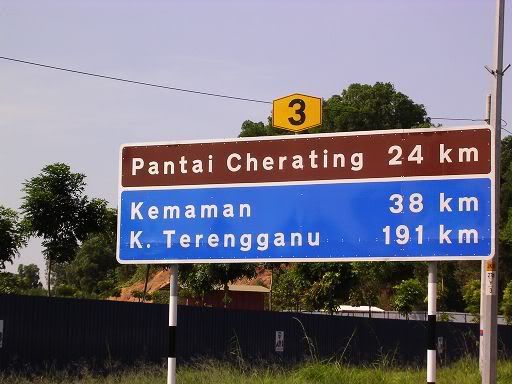 3
Pantai Cherating 24 km
Kemaman 38 km
K. Terengganu 191 km